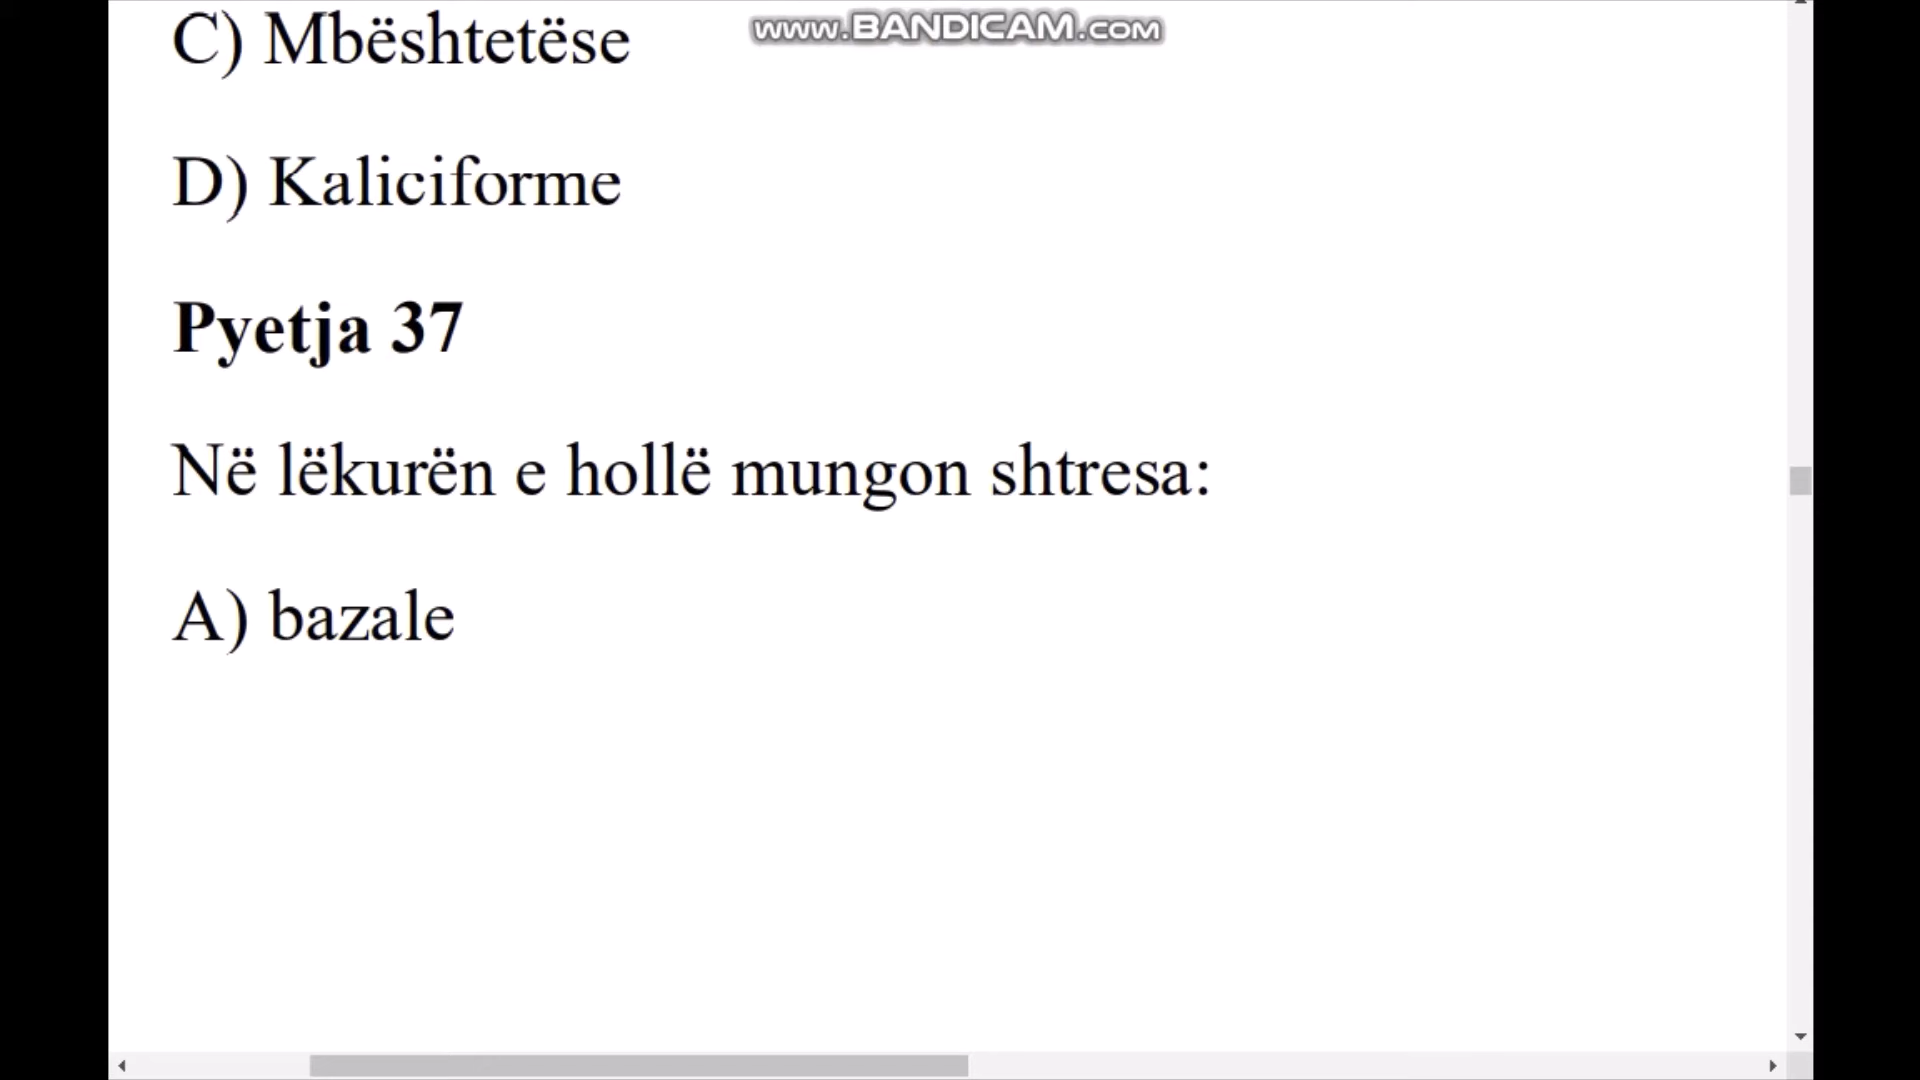 www.BANDICAM.com
C) Mbështetëse
D) Kaliciforme
Pyetja 37
Në lëkurën e hollë mungon shtresa:
A) bazale